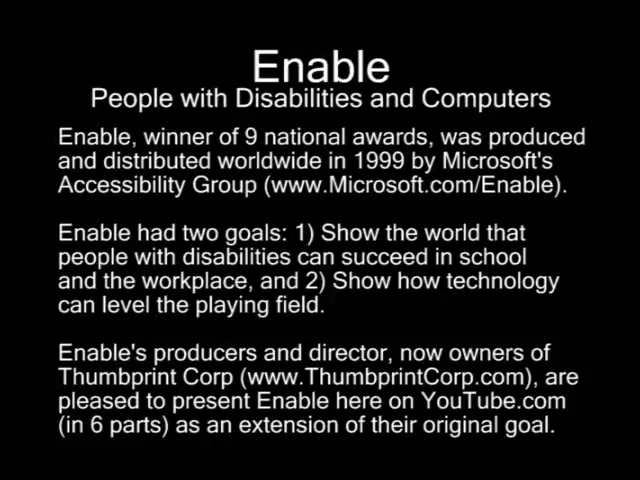 Enable
People with Disabilities and Computers
Enable, winner of 9 national awards, was produced
and distributed worldwide in 1999 by Microsoft's
Accessibility Group (www.Microsoft.com/Enable).
Enable had two goals: 1) Show the world that
people with disabilities can succeed in school
and the workplace, and 2) Show how technology
can level the playing field.
Enable's producers and director, now owners of
Thumbprint Corp (www.ThumbprintCorp.com), are
pleased to present Enable here on YouTube.com
(in 6 parts) as an extension of their original goal.